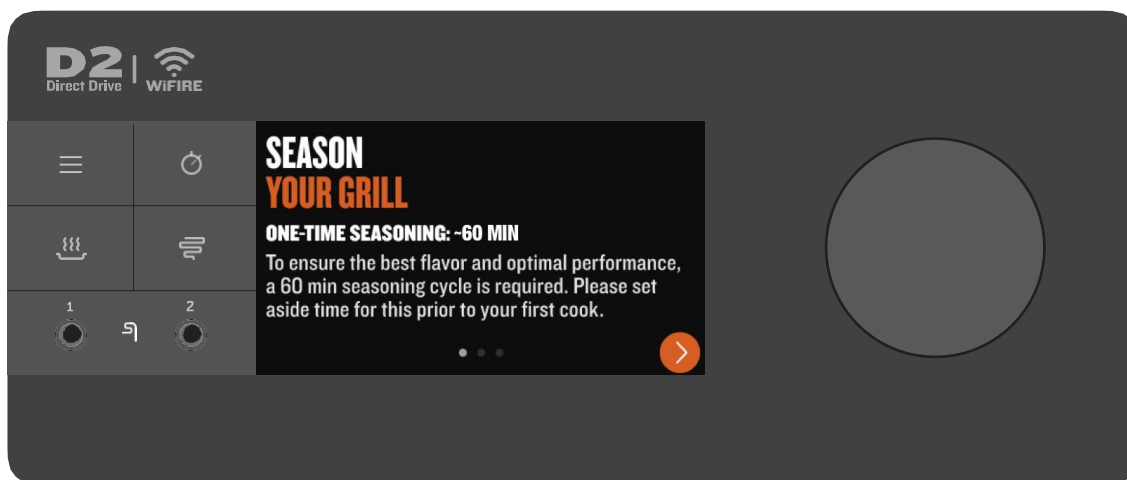 D2
Direct Drive
WiFIRE
1
2
SEASON
YOUR GRILL
ONE-TIME SEASONING: ~60 MIN
To ensure the best flavor and optimal performance,
a 60 min seasoning cycle is required. Please set
aside time for this prior to your first cook.